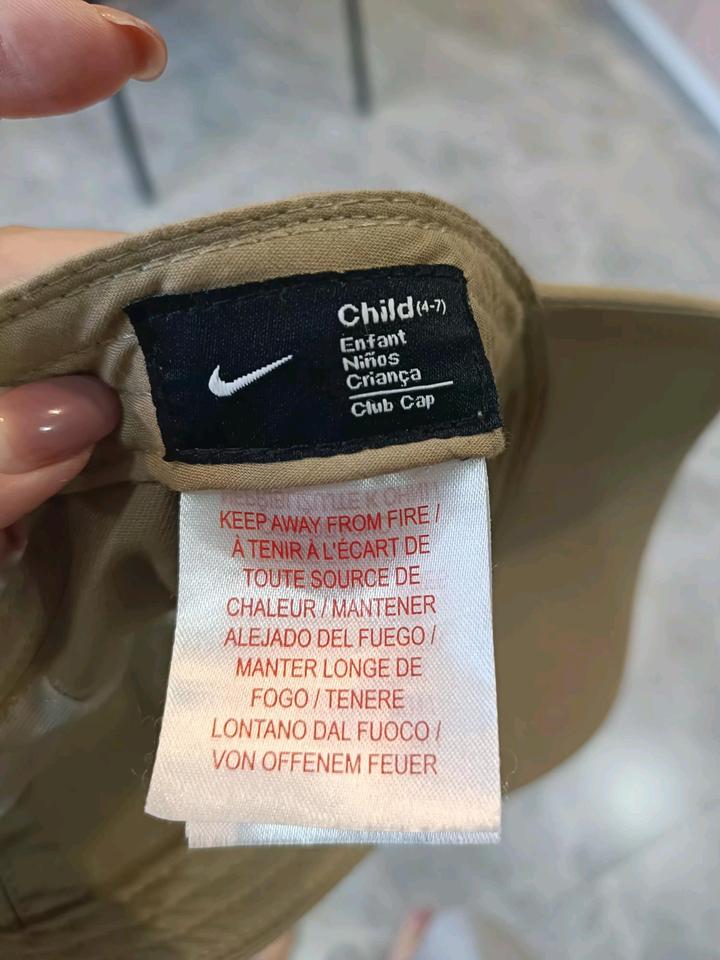 Child (4-7)
Enfant
Niños
Criança
Club Cap
KEEP AWAY FROM FIRE /
À TENIR À L'ÉCART DE
TOUTE SOURCE DE
CHALEUR / MANTENER
ALEJADO DEL FUEGO /
MANTER LONGE DE
FOGO / TENERE
LONTANO DAL FUOCO /
VON OFFENEM FEUER